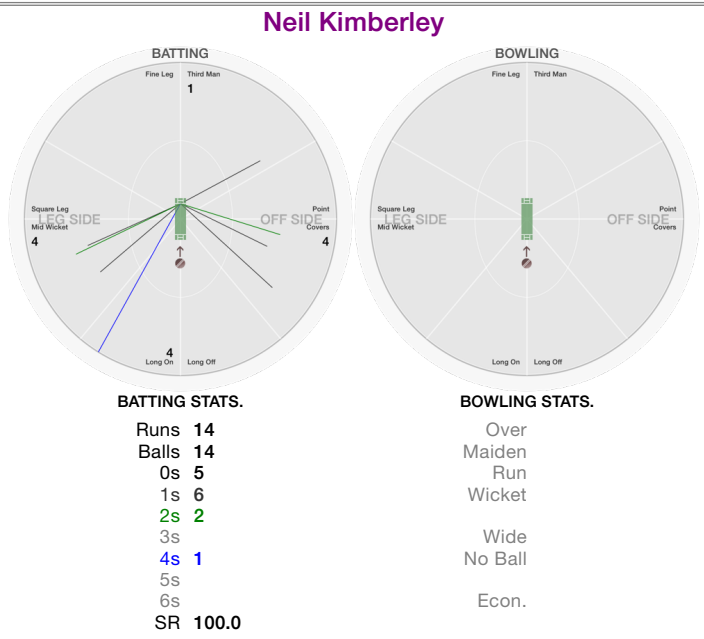 Neil Kimberley
BATTING
Fine Leg Third Man
1
Square Leg
LEG SIDE
Mid Wicket
4
Point
OFF SIDE
Covers
4
4
Long On Long Off
BOWLING
Fine Leg Third Man
Square Leg
LEG SIDE
Mid Wicket
Point
OFF SIDE
Covers
Long On Long Off
BATTING STATS.
Runs 14
Balls 14
0s 5
1s 6
2s 2
3s
4s 1
5s
6s
SR 100.0
BOWLING STATS.
Over
Maiden
Run
Wicket
Wide
No Ball
Econ.